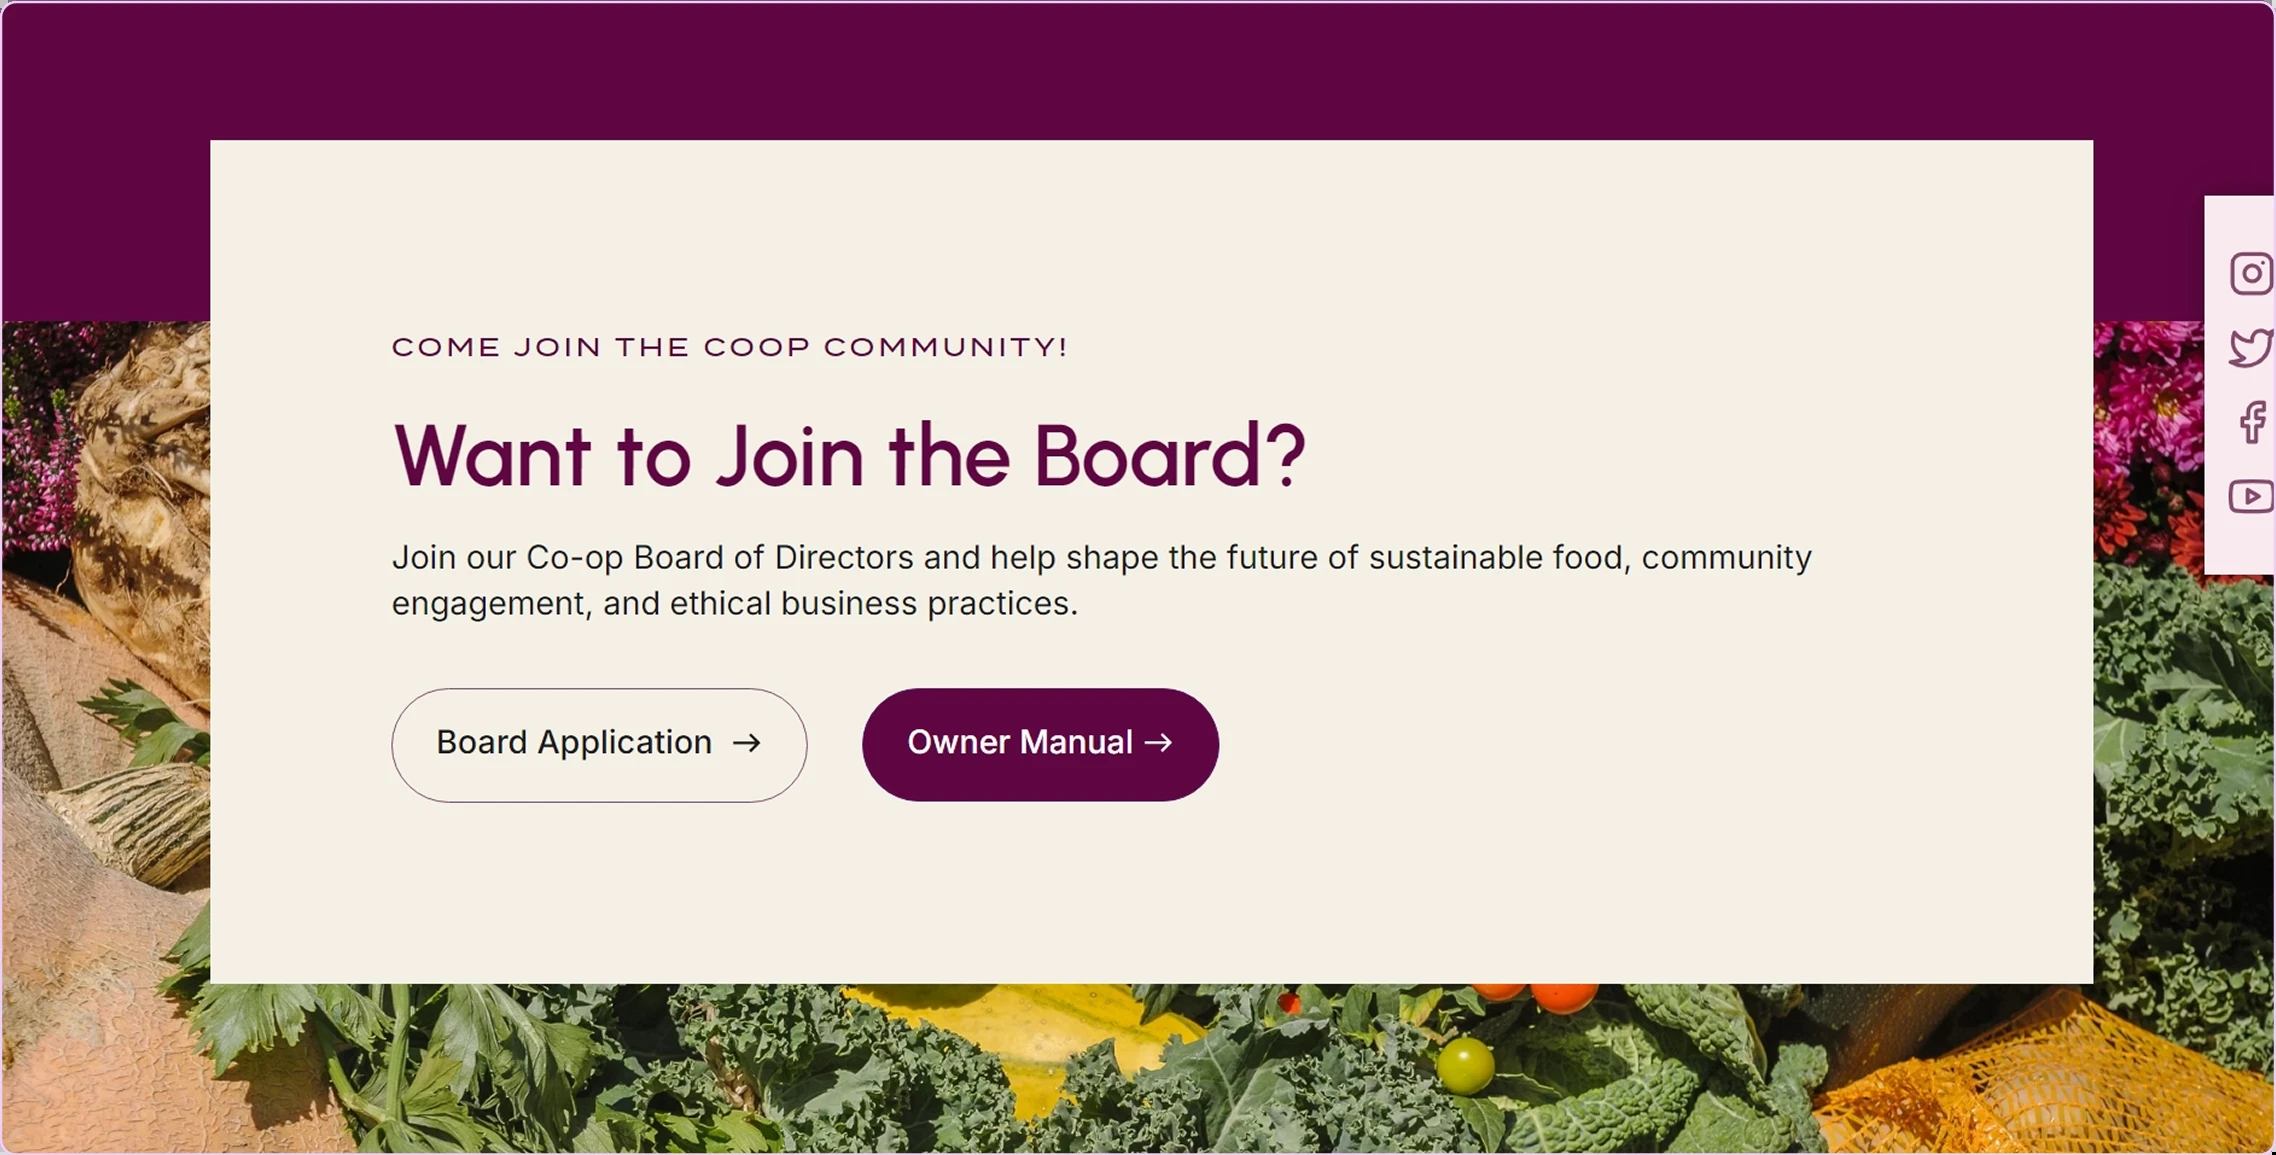 COME JOIN THE COOP COMMUNITY!
Want to Join the Board?
Join our Co-op Board of Directors and help shape the future of sustainable food, community
engagement, and ethical business practices.
Board Application →
Owner Manual →